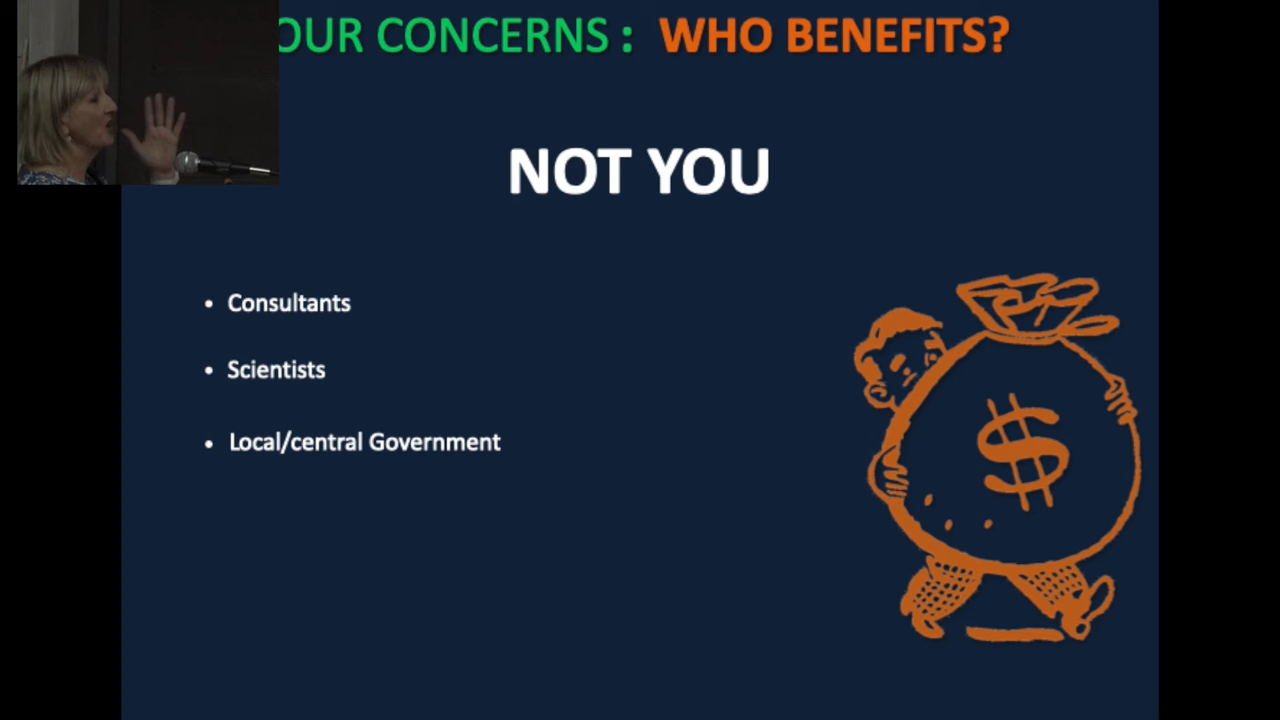 OUR CONCERNS : WHO BENEFITS?
NOT YOU
• Consultants
• Scientists
• Local/central Government
$